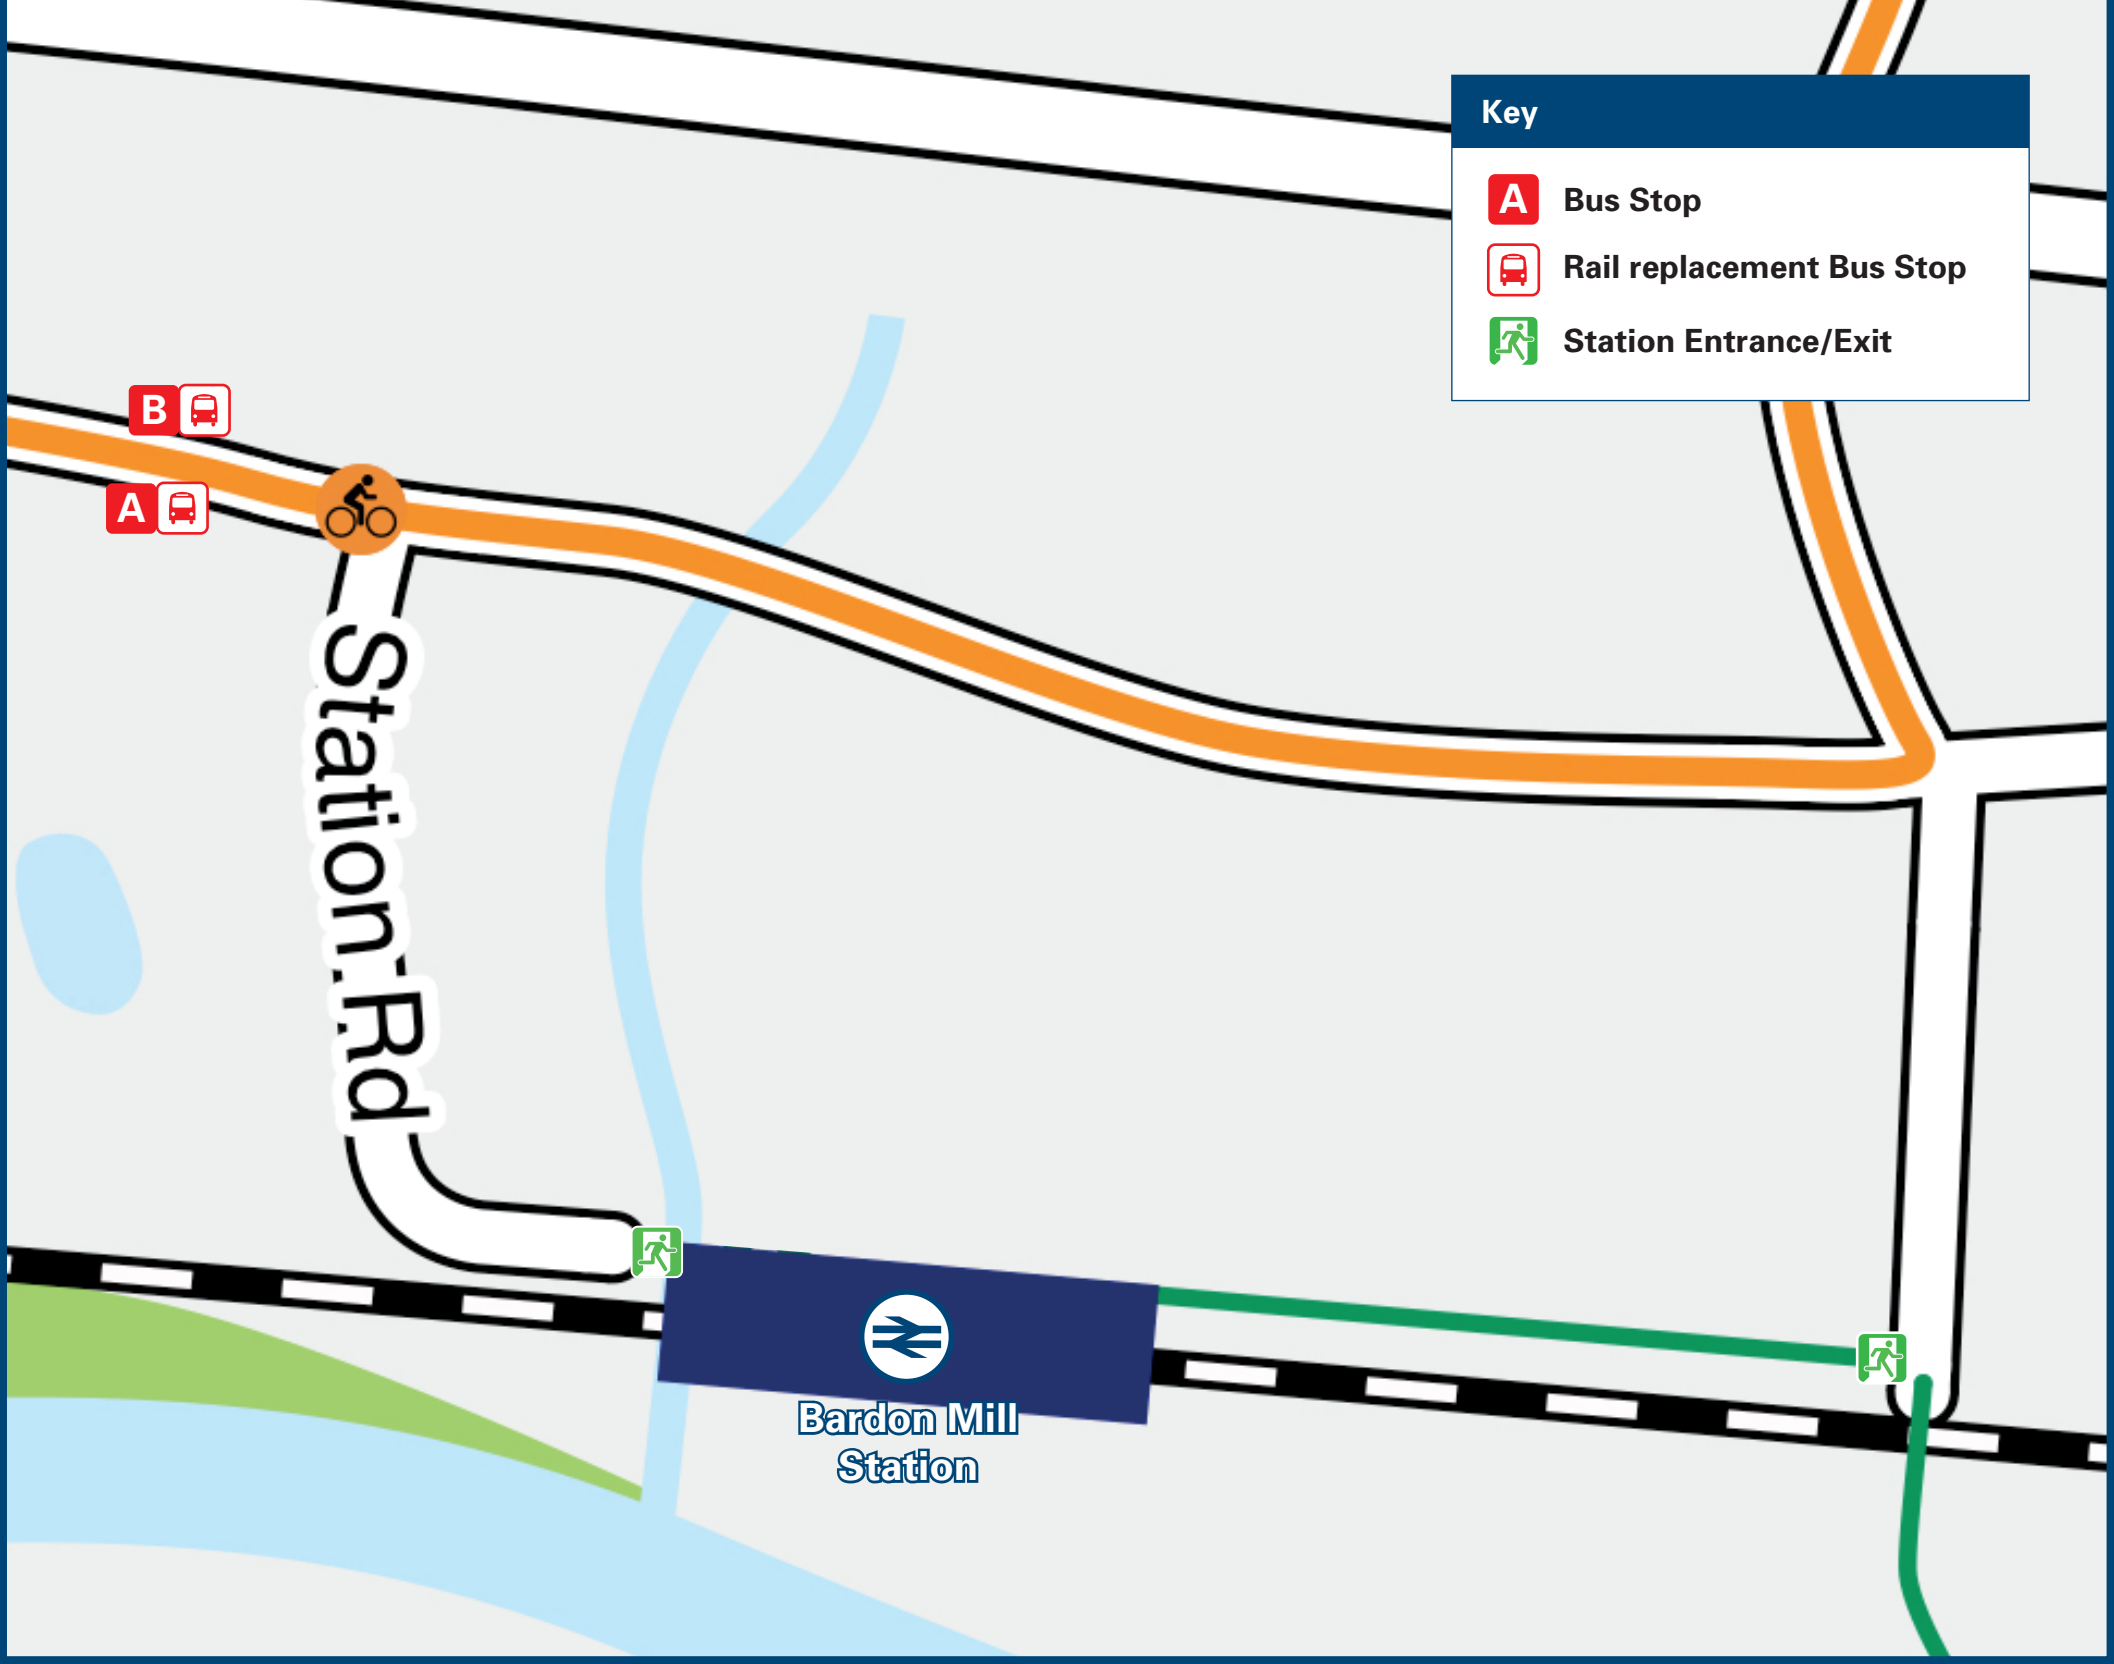 Key
A Bus Stop
Rail replacement Bus Stop
Station Entrance/Exit
B
A
Station Rd
Bardon Mill
Station